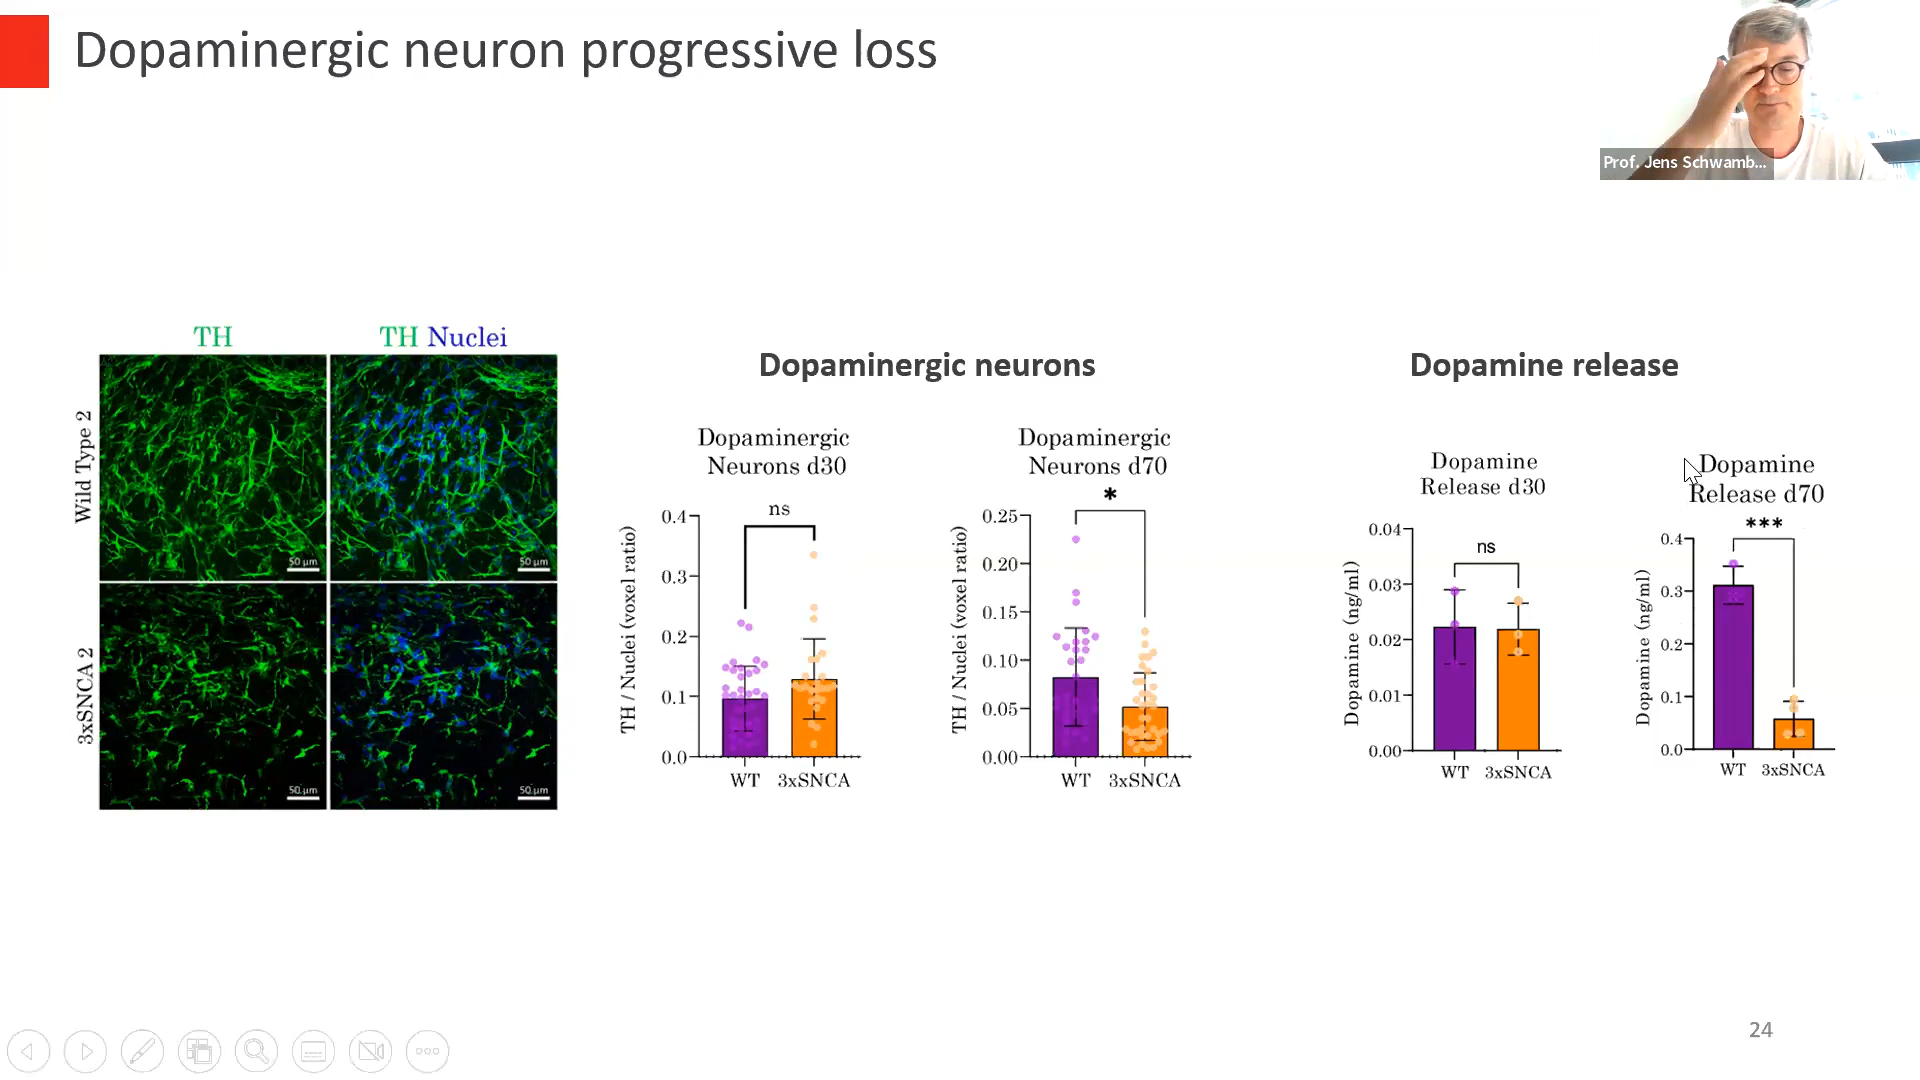 Dopaminergic neuron progressive loss
Prof. Jens Schwamb...
TH
TH Nuclei
Wild Type 2
3xSNCA 2
50 µm
50 µm
50 µm
50 µm
Dopaminergic neurons
Dopaminergic
Neurons d30
ns
TH / Nuclei (voxel ratio)
0.4
0.3
0.2
0.1
0.0
WT 3xSNCA
Dopaminergic
Neurons d70
*
TH / Nuclei (voxel ratio)
0.25
0.20
0.15
0.10
0.05
0.00
WT 3xSNCA
Dopamine release
Dopamine
Release d30
ns
Dopamine (ng/ml)
0.04
0.03
0.02
0.01
0.00
WT 3xSNCA
Dopamine
Release d70
***
Dopamine (ng/ml)
0.4
0.3
0.2
0.1
0.0
WT 3xSNCA
24